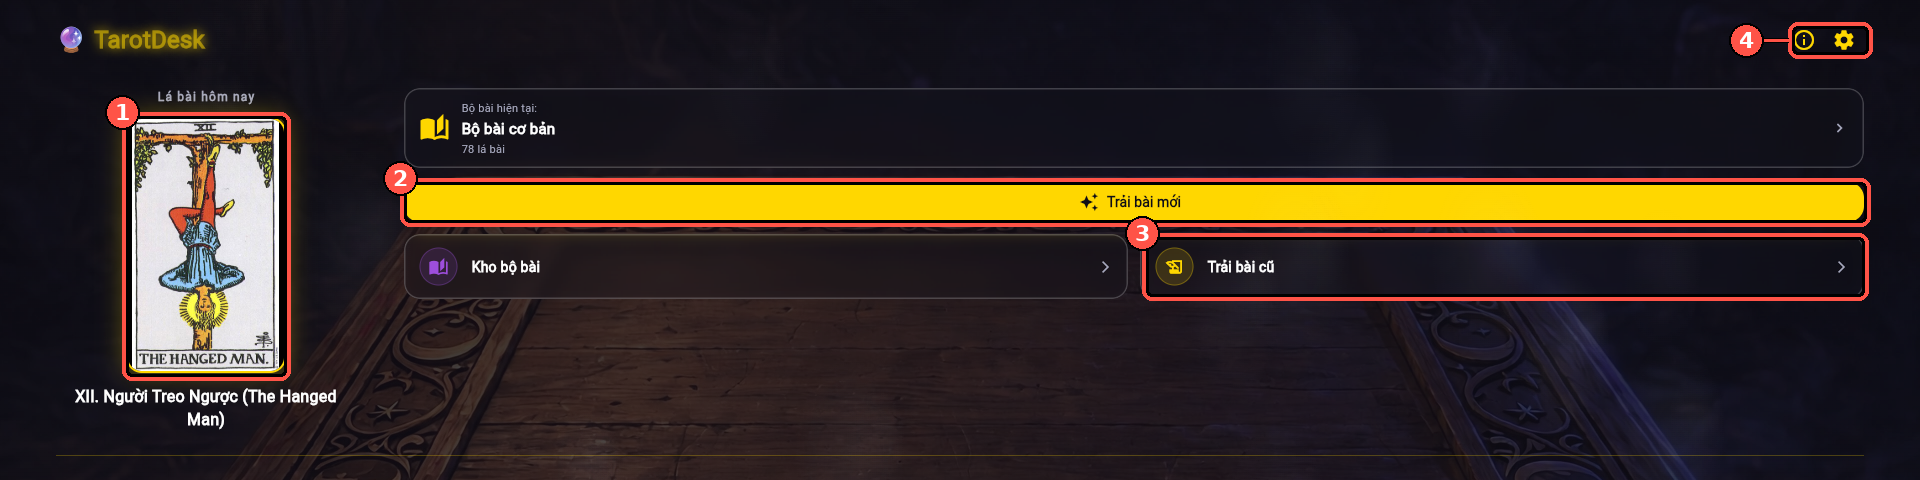 TarotDesk
4
Lá bài hôm nay
1
XII
THE HANGED MAN.
XII. Người Treo Ngược (The Hanged
Man)
Bộ bài hiện tại:
Bộ bài cơ bản
78 lá bài
2
Trải bài mới
3
Kho bộ bài
Trải bài cũ